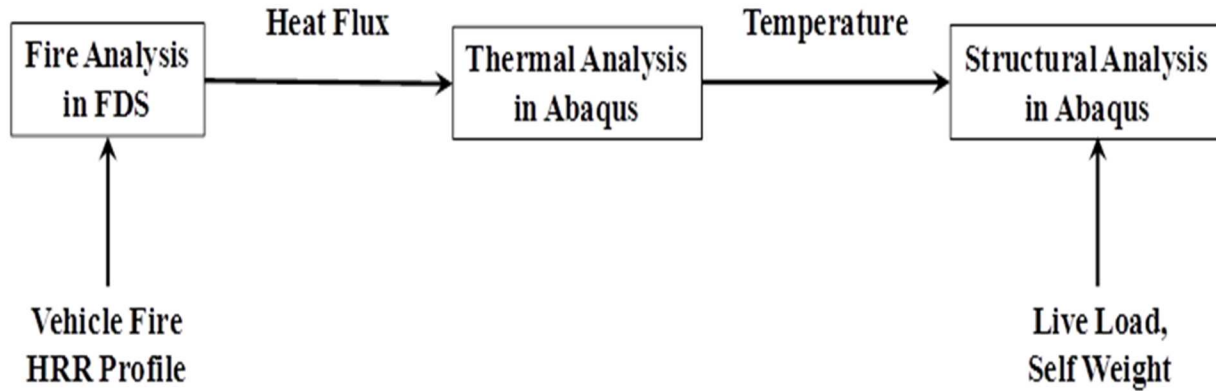 Heat Flux
Temperature
Fire Analysis
in FDS
Thermal Analysis
in Abaqus
Structural Analysis
in Abaqus
Vehicle Fire
HRR Profile
Live Load,
Self Weight